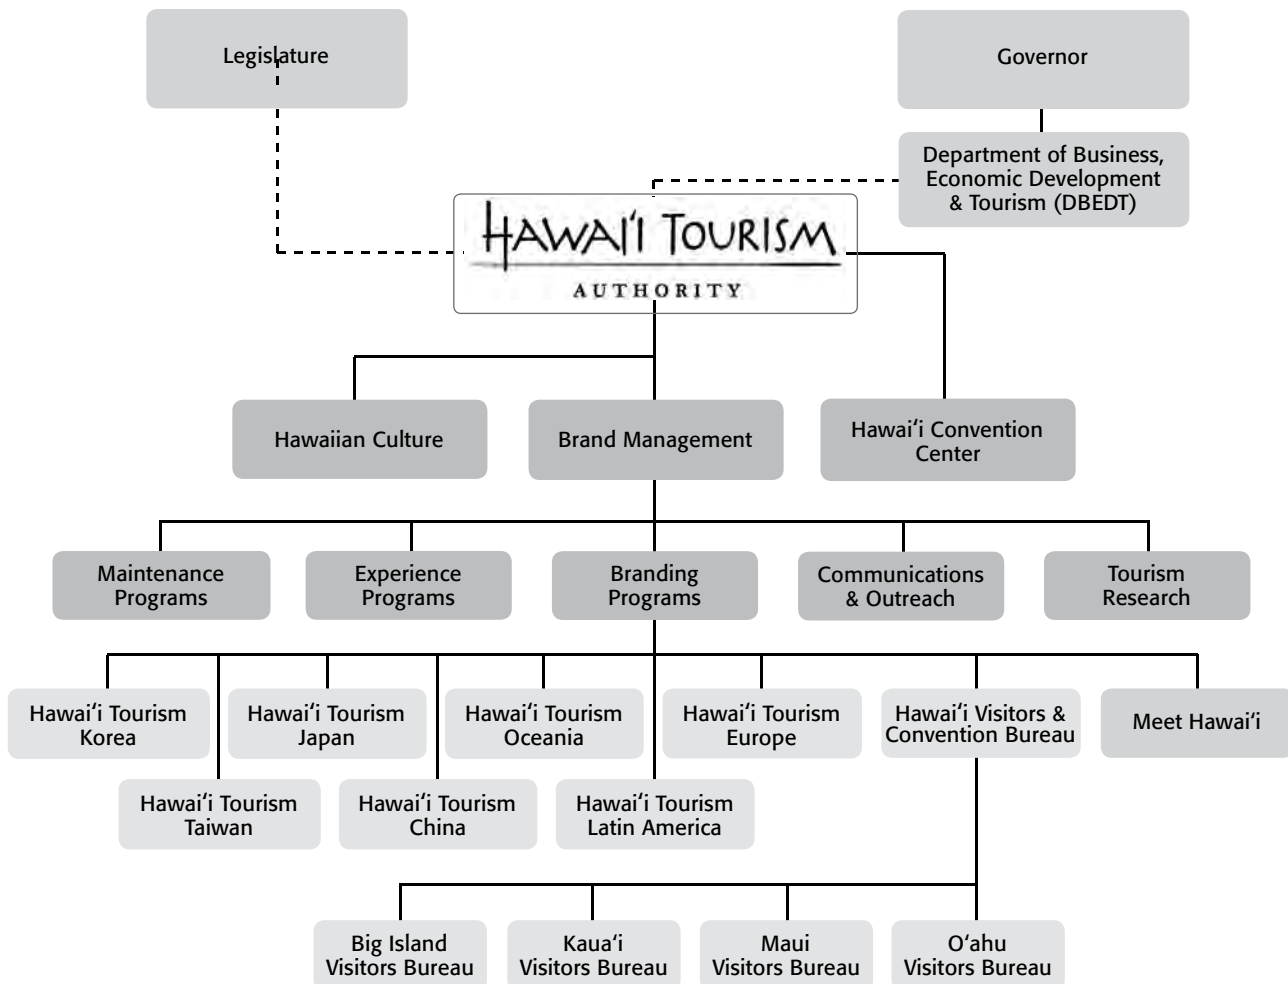 Legislature
Governor
Department of Business,
Economic Development
& Tourism (DBEDT)
HAWAI‘I TOURISM
AUTHORITY
Hawaiian Culture
Brand Management
Hawai‘i Convention
Center
Maintenance
Programs
Experience
Programs
Branding
Programs
Communications
& Outreach
Tourism
Research
Hawai‘i Tourism
Korea
Hawai‘i Tourism
Japan
Hawai‘i Tourism
Oceania
Hawai‘i Tourism
Europe
Hawai‘i Visitors &
Convention Bureau
Meet Hawai‘i
Hawai‘i Tourism
Taiwan
Hawai‘i Tourism
China
Hawai‘i Tourism
Latin America
Big Island
Visitors Bureau
Kaua‘i
Visitors Bureau
Maui
Visitors Bureau
O‘ahu
Visitors Bureau